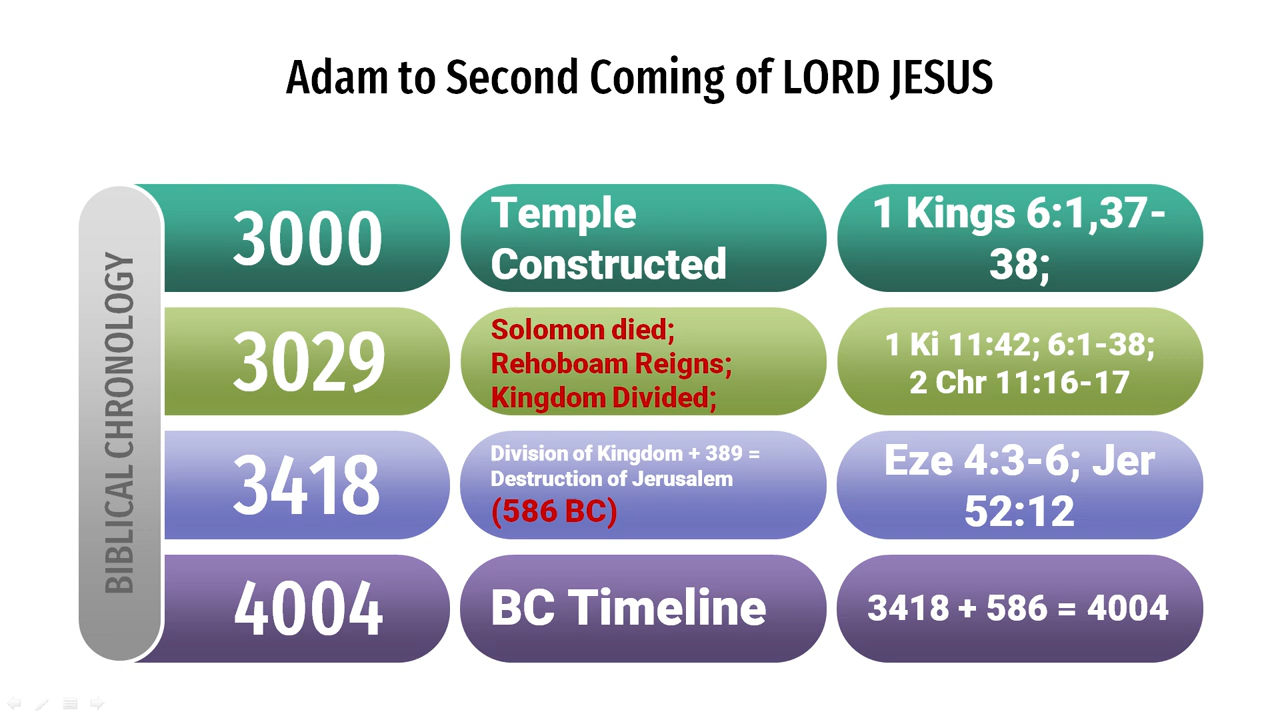 Adam to Second Coming of LORD JESUS
BIBLICAL CHRONOLOGY
3000
Temple
Constructed
1 Kings 6:1,37-
38;
3029
Solomon died;
Rehoboam Reigns;
Kingdom Divided;
1 Ki 11:42; 6:1-38;
2 Chr 11:16-17
3418
Division of Kingdom + 389 =
Destruction of Jerusalem
(586 BC)
Eze 4:3-6; Jer
52:12
4004
BC Timeline
3418 + 586 = 4004